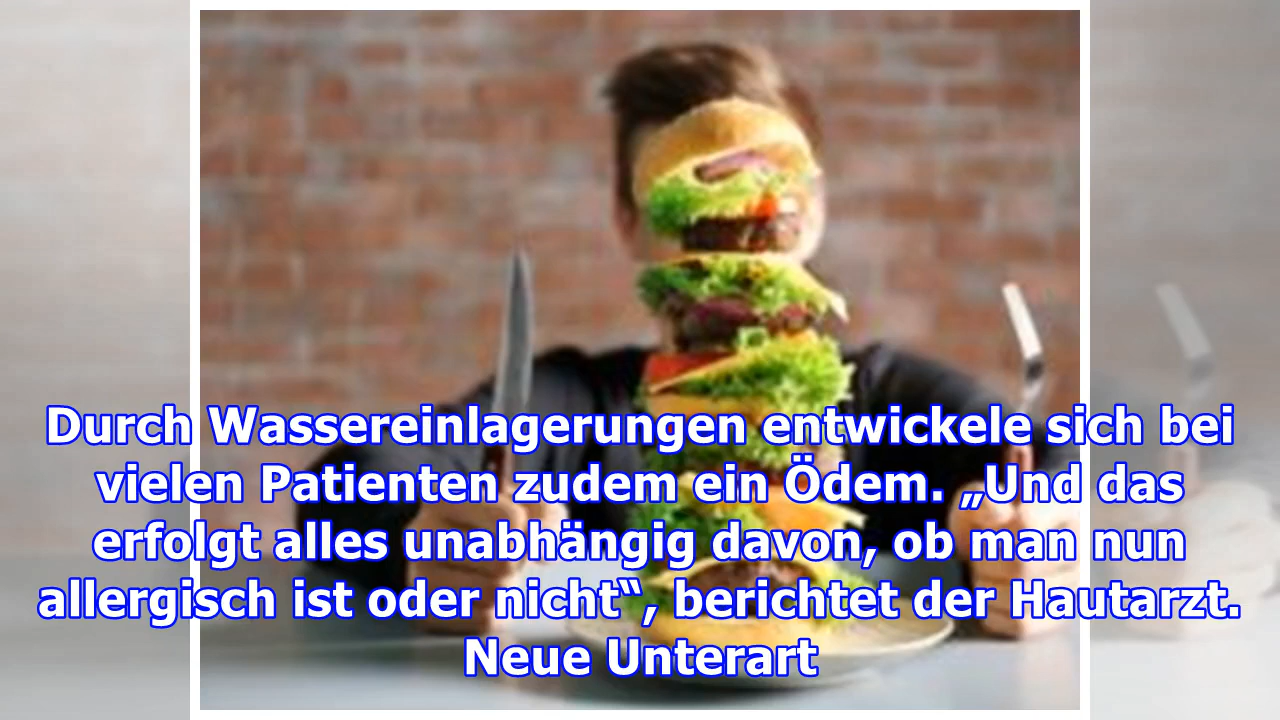 Durch Wassereinlagerungen entwickele sich bei
vielen Patienten zudem ein Ödem. „Und das
erfolgt alles unabhängig davon, ob man nun
allergisch ist oder nicht“, berichtet der Hautarzt.
Neue Unterart